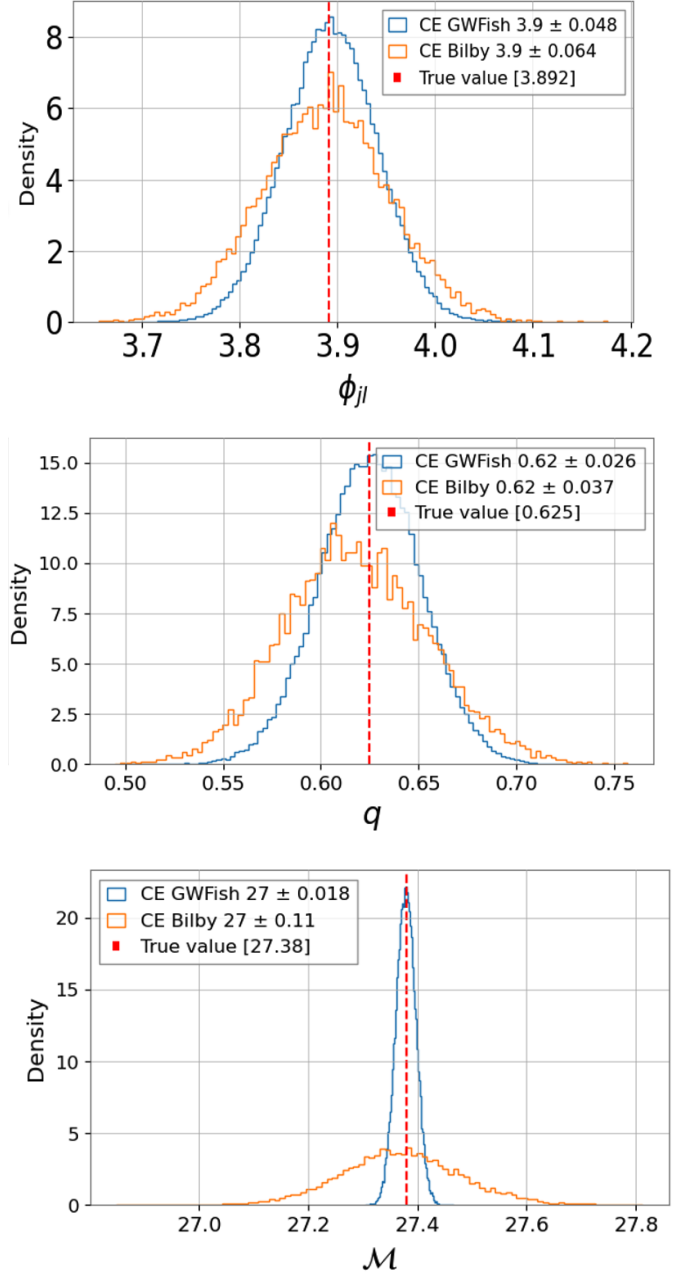 CE GWFish 3.9 ± 0.048
CE Bilby 3.9 ± 0.064
True value [3.892]
Density
8
6
4
2
0
3.7 3.8 3.9 4.0 4.1 4.2
ϕjl
CE GWFish 0.62 ± 0.026
CE Bilby 0.62 ± 0.037
True value [0.625]
Density
15.0
12.5
10.0
7.5
5.0
2.5
0.0
0.50 0.55 0.60 0.65 0.70 0.75
q
CE GWFish 27 ± 0.018
CE Bilby 27 ± 0.11
True value [27.38]
Density
20
15
10
5
0
27.0 27.2 27.4 27.6 27.8
ℳ